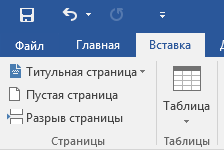 Файл Главная Вставка
Титульная страница
Пустая страница
Разрыв страницы
Таблица
Страницы Таблицы